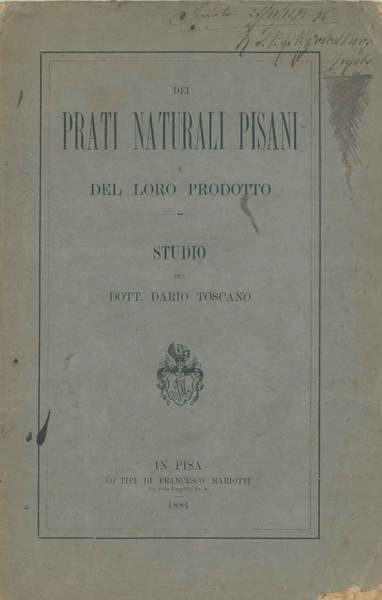 DEI
PRATI NATURALI PISANI
E
DEL LORO PRODOTTO
STUDIO
DEL
DOTT. DARIO TOSCANO
IN PISA
CO' TIPI DI FRANCESCO MARIOTTI
1884